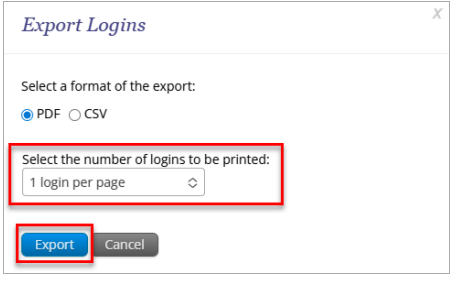 Export Logins
X
Select a format of the export:
PDF CSV
Select the number of logins to be printed:
1 login per page
Export Cancel